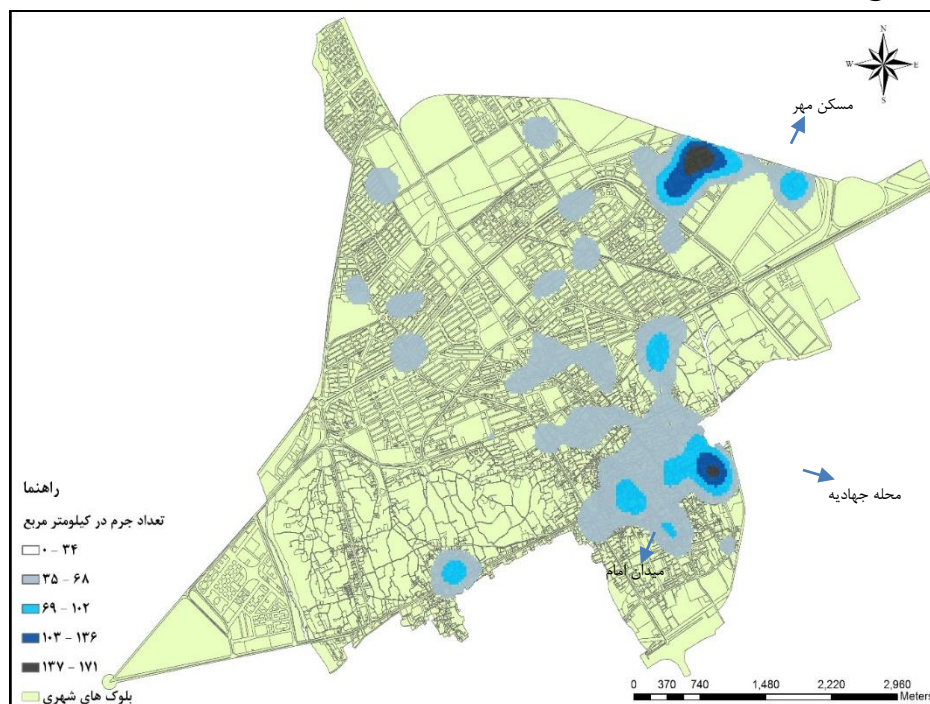 N
W E
S
مسکن مهر
محله جهادیه
میدان امام
راهنما
تعداد جرم در کیلومتر مربع
۰ - ۳۴
۳۵ - ۶۸
۶۹ - ۱۰۲
۱۰۳ - ۱۳۶
۱۳۷ - ۱۷۱
بلوک های شهری
0 370 740 1,480 2,220 2,960
Meters